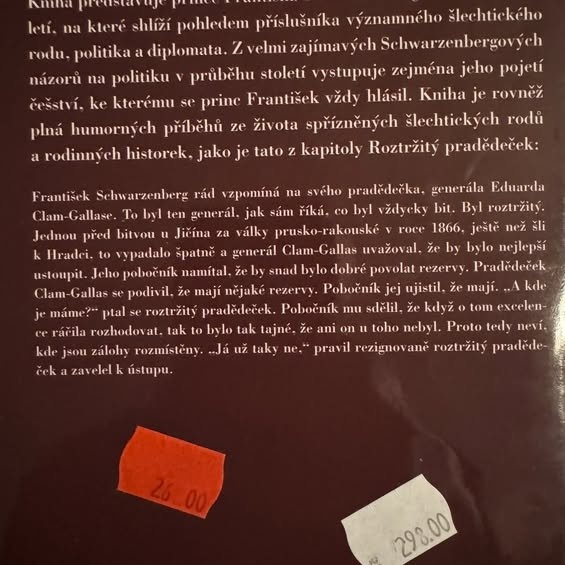 Kniha představuje prince Františka
letí, na které shlíží pohledem příslušníka významného šlechtického
rodu, politika a diplomata. Z velmi zajímavých Schwarzenbergových
názorů na politiku v průběhu století vystupuje zejména jeho pojetí
češství, ke kterému se princ František vždy hlásil. Kniha je rovněž
plná humorných příběhů ze života spřízněných šlechtických rodů
a rodinných historek, jako je tato z kapitoly Roztržitý pradědeček:
František Schwarzenberg rád vzpomíná na svého pradědečka, generála Eduarda
Clam-Gallase. To byl ten generál, jak sám říká, co byl vždycky bit. Byl roztržitý.
Jednou před bitvou u Jičína za války prusko-rakouské v roce 1866, ještě než šli
k Hradci, to vypadalo špatně a generál Clam-Gallas uvažoval, že by bylo nejlepší
ustoupit. Jeho pobočník namítal, že by snad bylo dobré povolat rezervy. Pradědeček
Clam-Gallas se podivil, že mají nějaké rezervy. Pobočník jej ujistil, že mají. „A kde
je máme?“ ptal se roztržitý pradědeček. Pobočník mu sdělil, že když o tom excelen-
ce ráčila rozhodovat, tak to bylo tak tajné, že ani on u toho nebyl. Proto tedy neví,
kde jsou zálohy rozmístěny. „Já už taky ne,“ pravil rezignovaně roztržitý praděde-
ček a zavelel k ústupu.
26.00
298.00